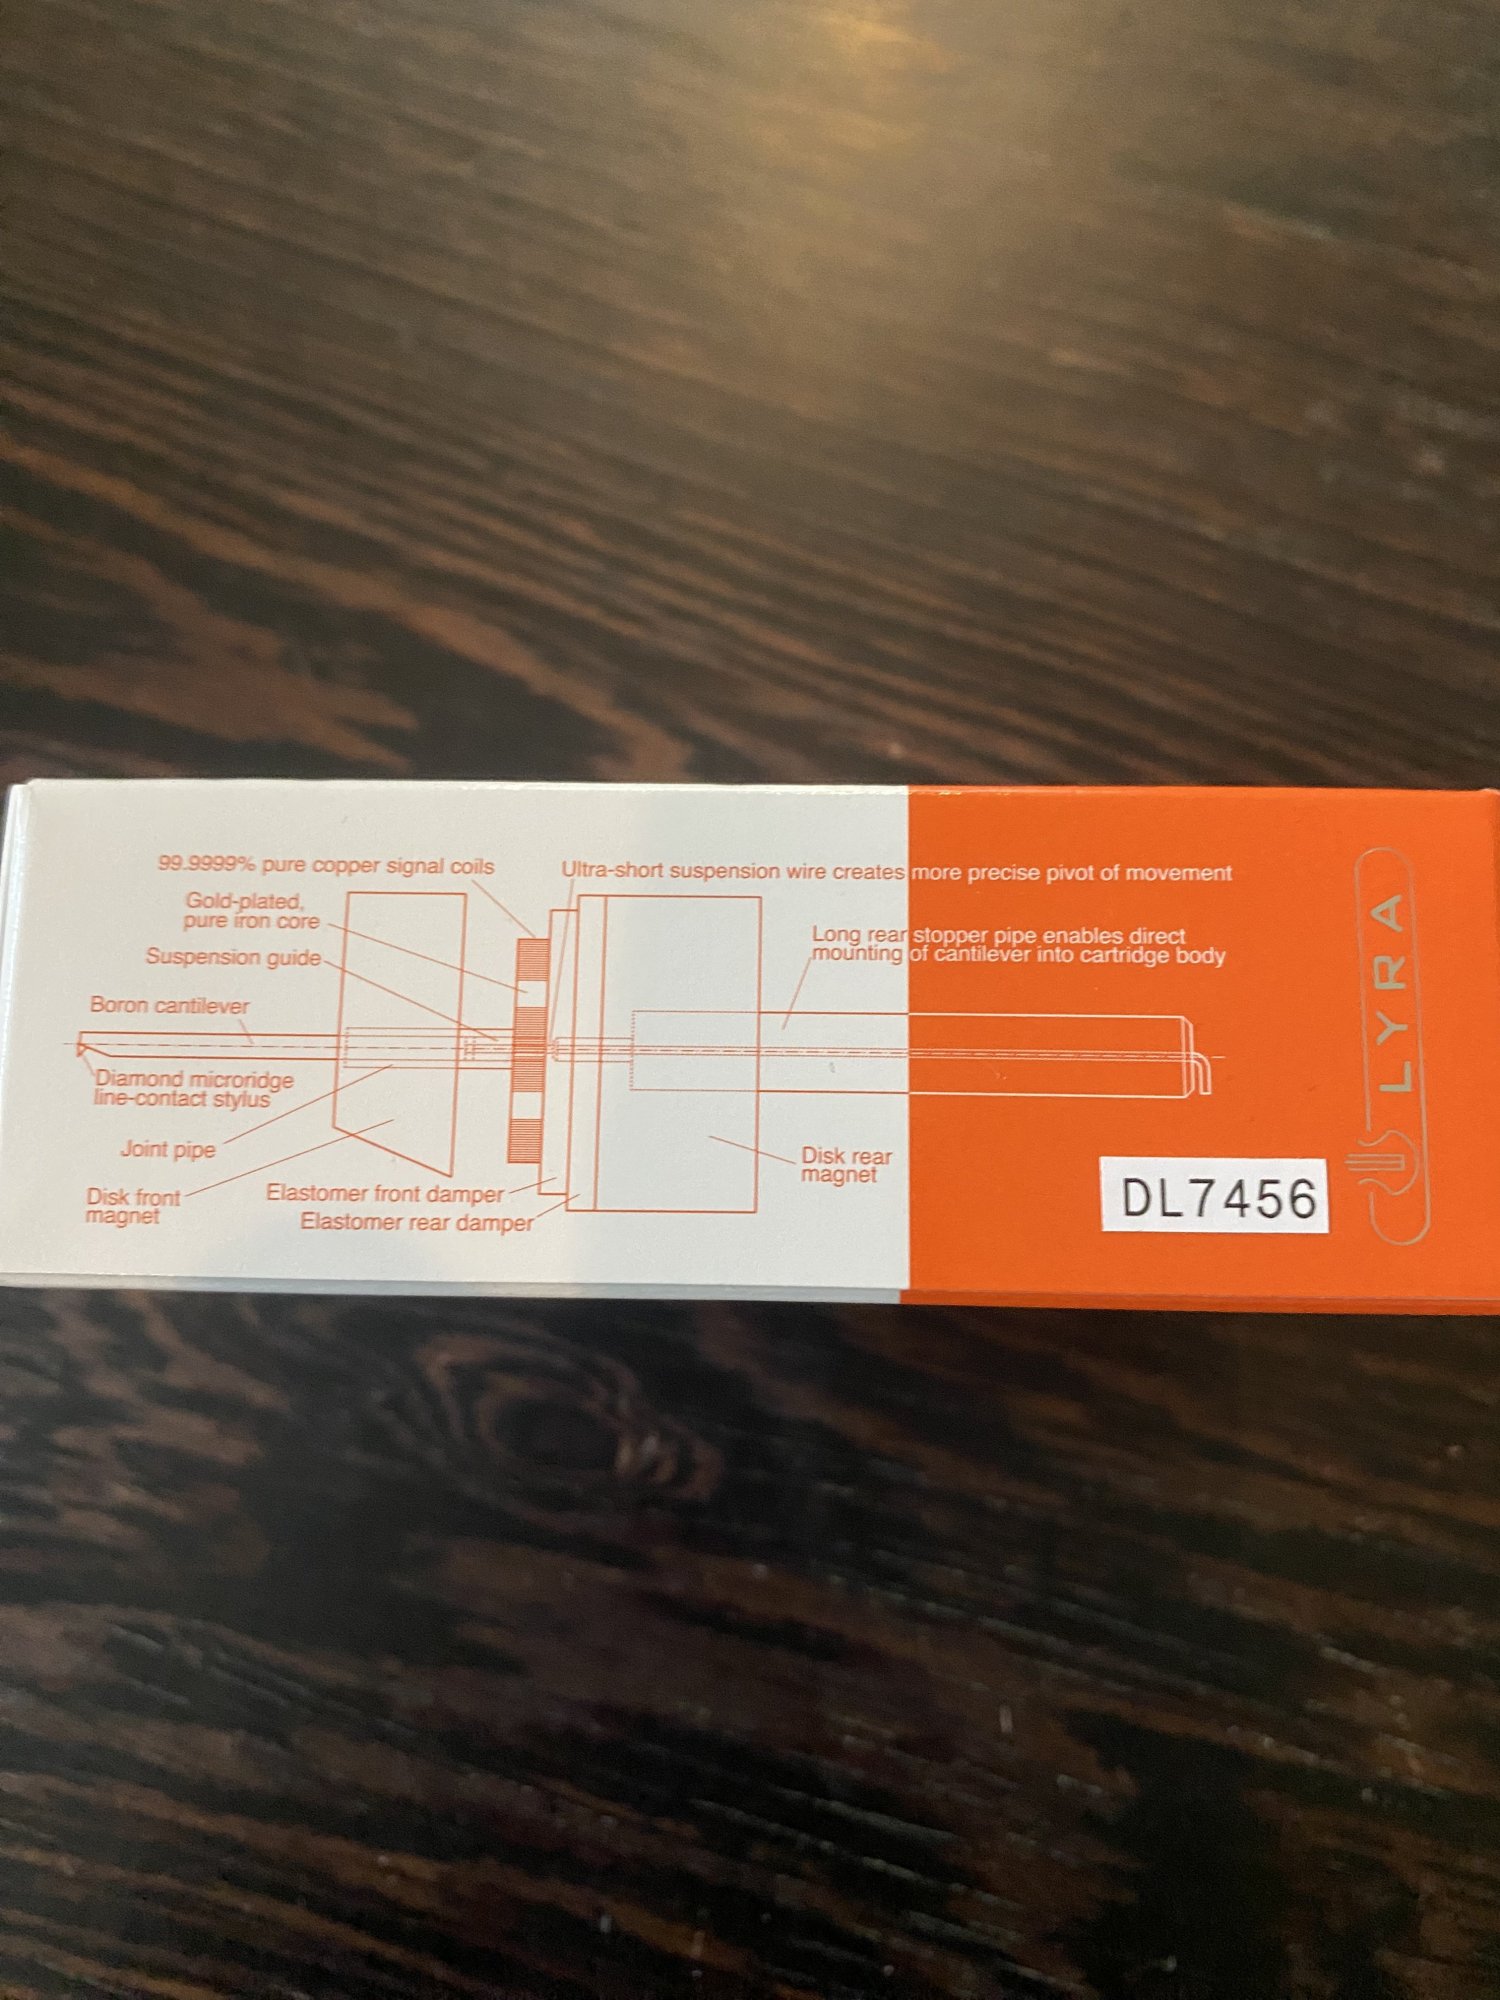 99.9999% pure copper signal coils
Ultra-short suspension wire creates more precise pivot of movement
Gold-plated,
pure iron core
Suspension guide
Long rear stopper pipe enables direct
mounting of cantilever into cartridge body
Boron cantilever
Diamond microridge
line-contact stylus
Joint pipe
Disk front
magnet
Elastomer front damper
Elastomer rear damper
Disk rear
magnet
DL7456
LYRA